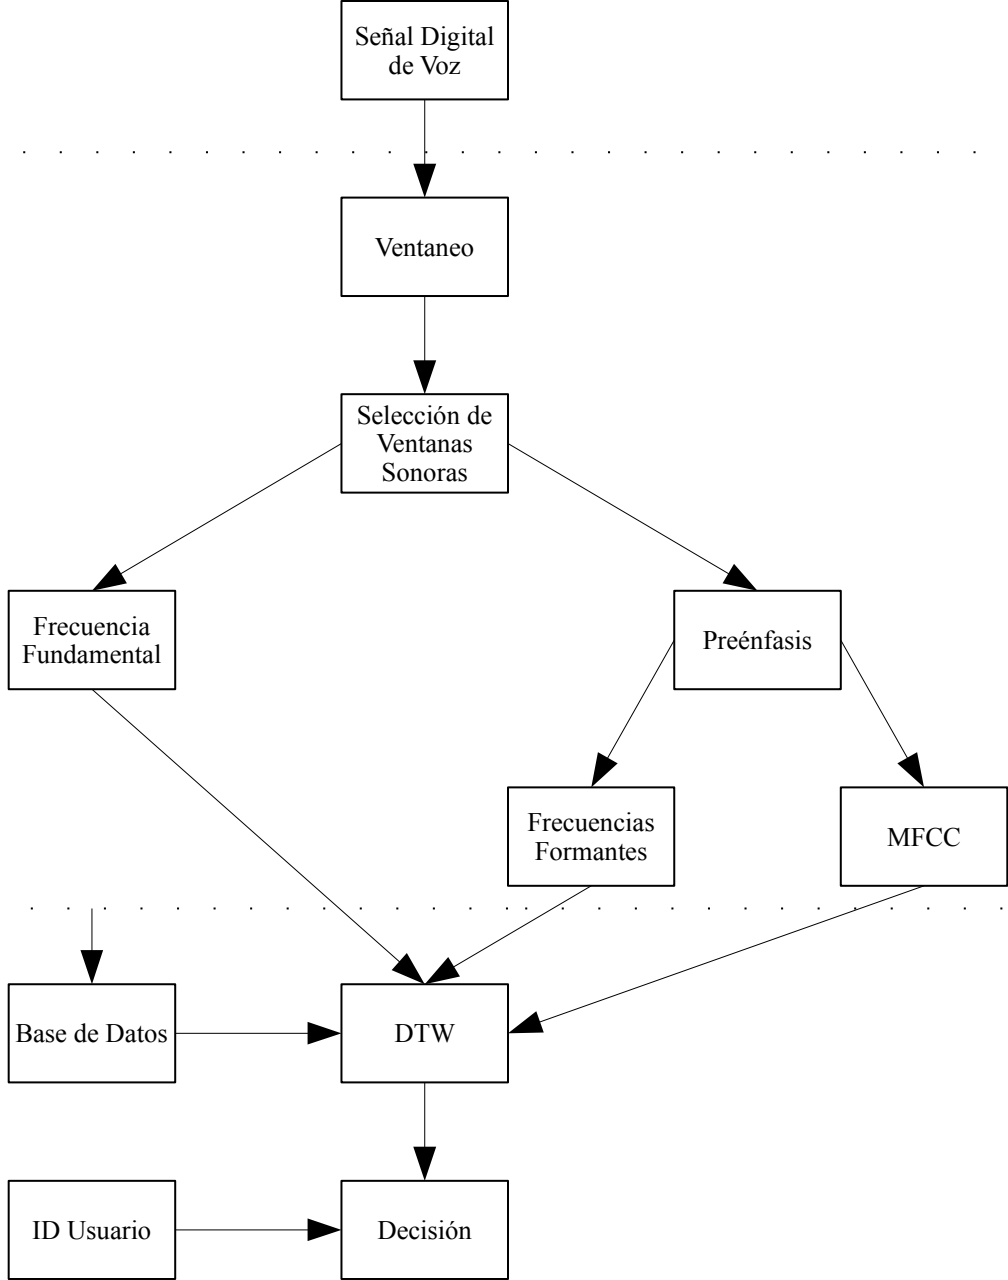 Señal Digital
de Voz
Ventaneo
Selección de
Ventanas
Sonoras
Frecuencia
Fundamental
Preénfasis
Frecuencias
Formantes
MFCC
Base de Datos
DTW
ID Usuario
Decisión